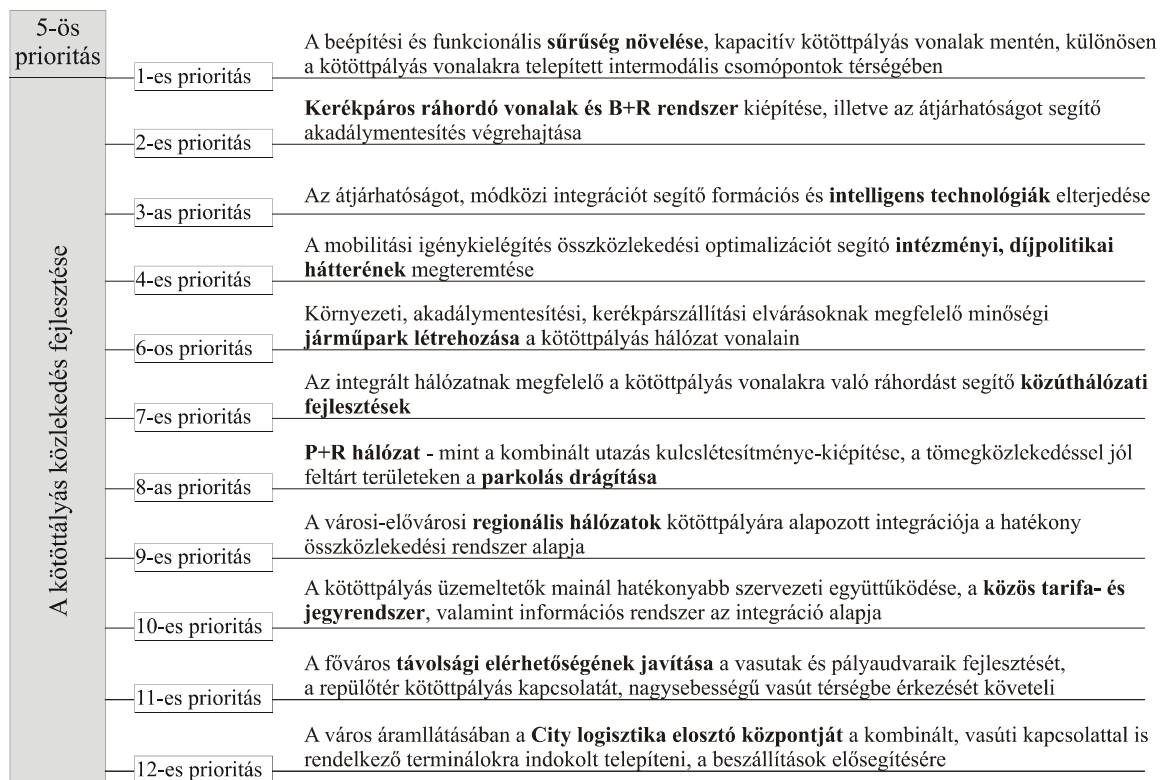 5-ös
prioritás
A kötöttályás közlekedés fejlesztése
A beépítési és funkcionális sűrűség növelése, kapacitív kötöttpályás vonalak mentén, különösen
a kötöttpályás vonalakra telepített intermodális csomópontok térségében
1-es prioritás
Kerékpáros ráhordó vonalak és B+R rendszer kiépítése, illetve az átjárhatóságot segítő
akadálymentesítés végrehajtása
2-es prioritás
Az átjárhatóságot, módközi integrációt segítő formációs és intelligens technológiák elterjedése
3-as prioritás
A mobilitási igénykielégítés összközlekedési optimalizációt segító intézményi, díjpolitikai
hátterének megteremtése
4-es prioritás
Környezeti, akadálymentesítési, kerékpárszállítási elvárásoknak megfelelő minőségi
járműpark létrehozása a kötöttpályás hálózat vonalain
6-os prioritás
Az integrált hálózatnak megfelelő a kötöttpályás vonalakra való ráhordást segítő közúthálózati
fejlesztések
7-es prioritás
P+R hálózat - mint a kombinált utazás kulcslétesítménye-kiépítése, a tömegközlekedéssel jól
feltárt területeken a parkolás drágítása
8-as prioritás
A városi-elővárosi regionális hálózatok kötöttpályára alapozott integrációja a hatékony
összközlekedési rendszer alapja
9-es prioritás
A kötöttpályás üzemeltetők mainál hatékonyabb szervezeti együttűködése, a közös tarifa- és
jegyrendszer, valamint információs rendszer az integráció alapja
10-es prioritás
A főváros távolsági elérhetőségének javítása a vasutak és pályaudvaraik fejlesztését,
a repülőtér kötöttpályás kapcsolatát, nagysebességű vasút térségbe érkezését követeli
11-es prioritás
A város áramllátásában a City logisztika elosztó központját a kombinált, vasúti kapcsolattal is
rendelkező terminálokra indokolt telepíteni, a beszállítások elősegítésére
12-es prioritás